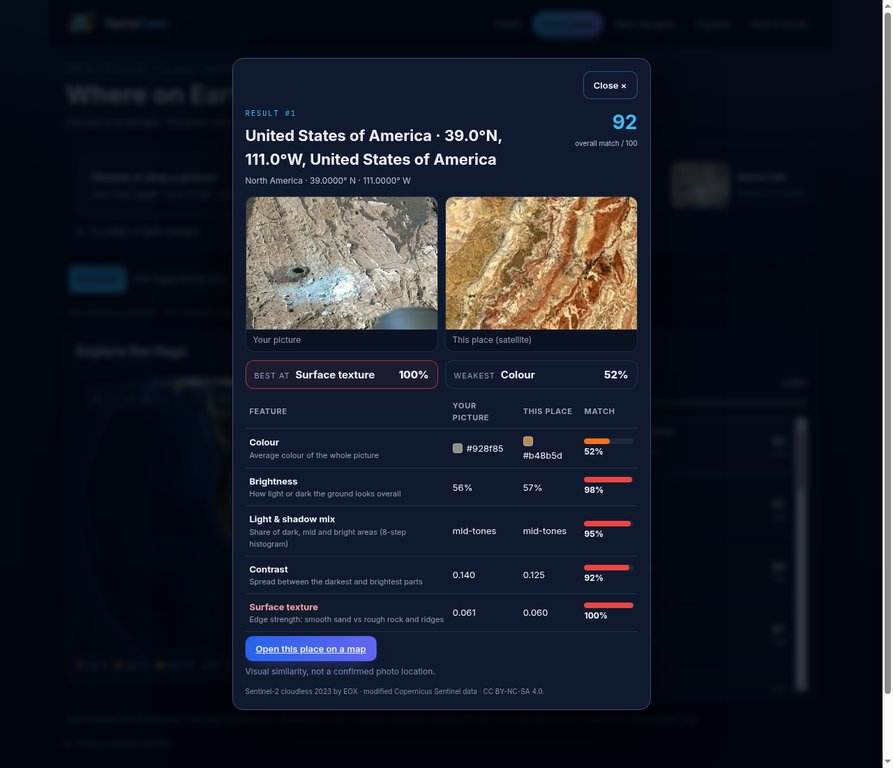 Close ×
RESULT #1
United States of America · 39.0°N,
111.0°W, United States of America
North America · 39.0000° N · 111.0000° W
92
overall match / 100
Your picture
This place (satellite)
BEST AT Surface texture 100%
WEAKEST Colour 52%
FEATURE YOUR PICTURE THIS PLACE MATCH
Colour
Average colour of the whole picture
#928f85
#b48b5d
52%
Brightness
How light or dark the ground looks overall
56%
57%
98%
Light & shadow mix
Share of dark, mid and bright areas (8-step
histogram)
mid-tones
mid-tones
95%
Contrast
Spread between the darkest and brightest parts
0.140
0.125
92%
Surface texture
Edge strength: smooth sand vs rough rock and ridges
0.061
0.060
100%
Open this place on a map
Visual similarity, not a confirmed photo location.
Sentinel-2 cloudless 2023 by EOX · modified Copernicus Sentinel data · CC BY-NC-SA 4.0.
Where on Ear
Explore the flags